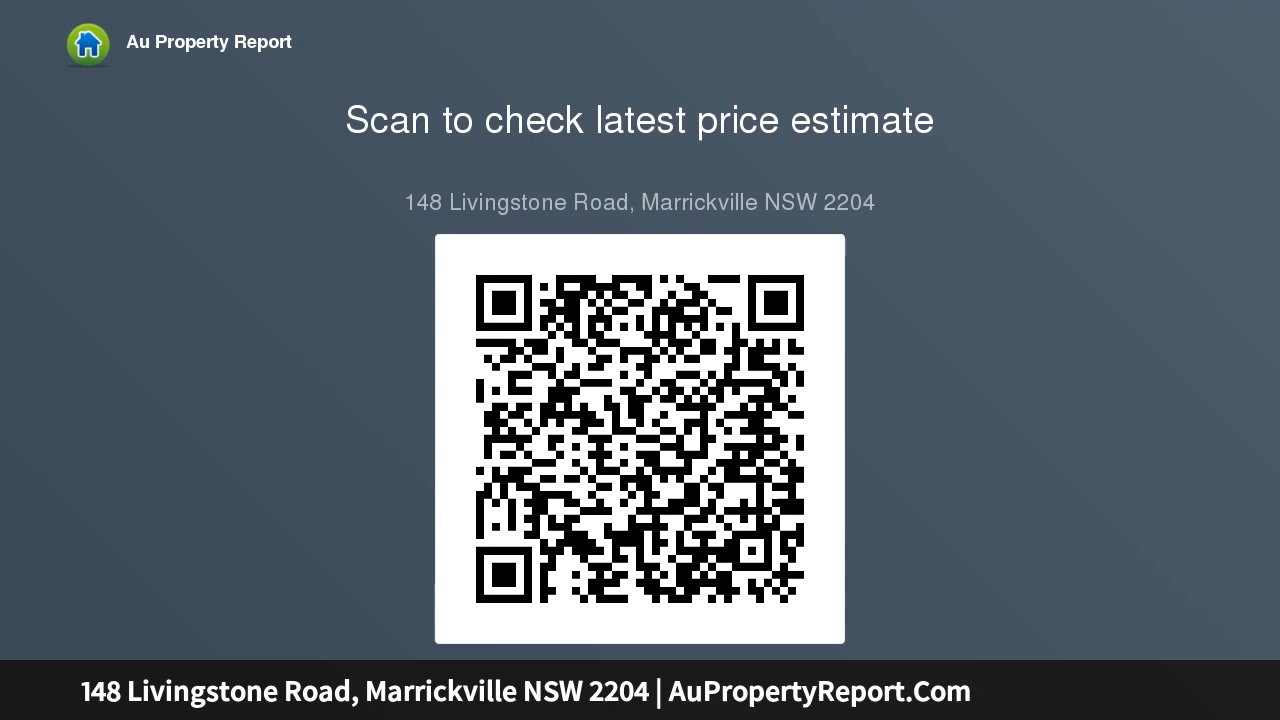 Au Property Report
Scan to check latest price estimate
148 Livingstone Road, Marrickville NSW 2204
148 Livingstone Road, Marrickville NSW 2204 | AuPropertyReport.Com